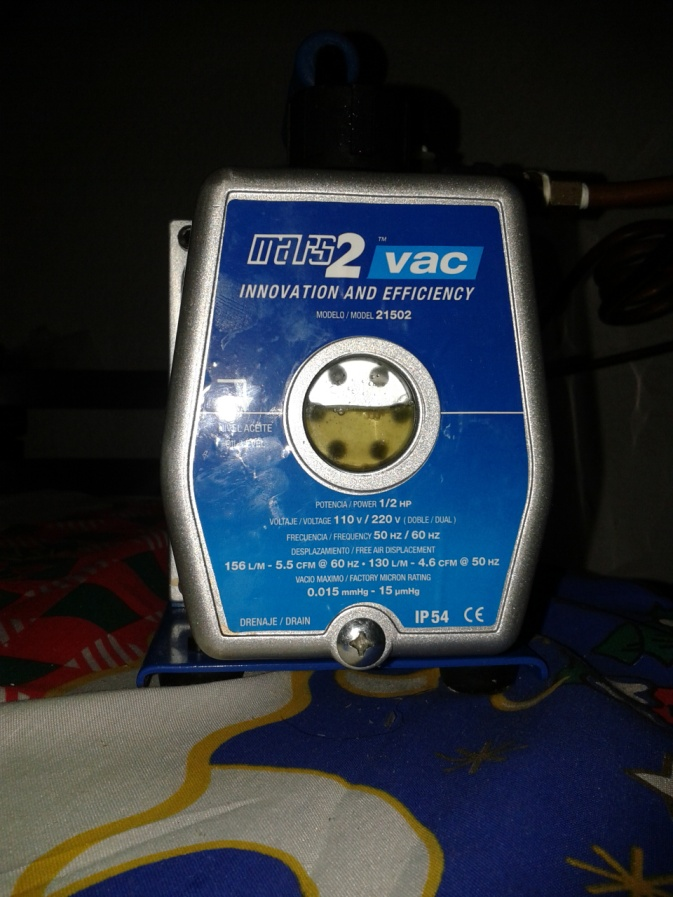 mars2™ vac
INNOVATION AND EFFICIENCY
MODELO / MODEL 21502
NIVEL ACEITE
OIL LEVEL
POTENCIA / POWER 1/2 HP
VOLTAJE / VOLTAGE 110 V / 220 V ( DOBLE / DUAL )
FRECUENCIA / FREQUENCY 50 HZ / 60 HZ
DESPLAZAMIENTO / FREE AIR DISPLACEMENT
156 L/M - 5.5 CFM @ 60 HZ • 130 L/M - 4.6 CFM @ 50 HZ
VACIO MAXIMO / FACTORY MICRON RATING
0.015 mmHg - 15 µmHg
DRENAJE / DRAIN
IP54 CE